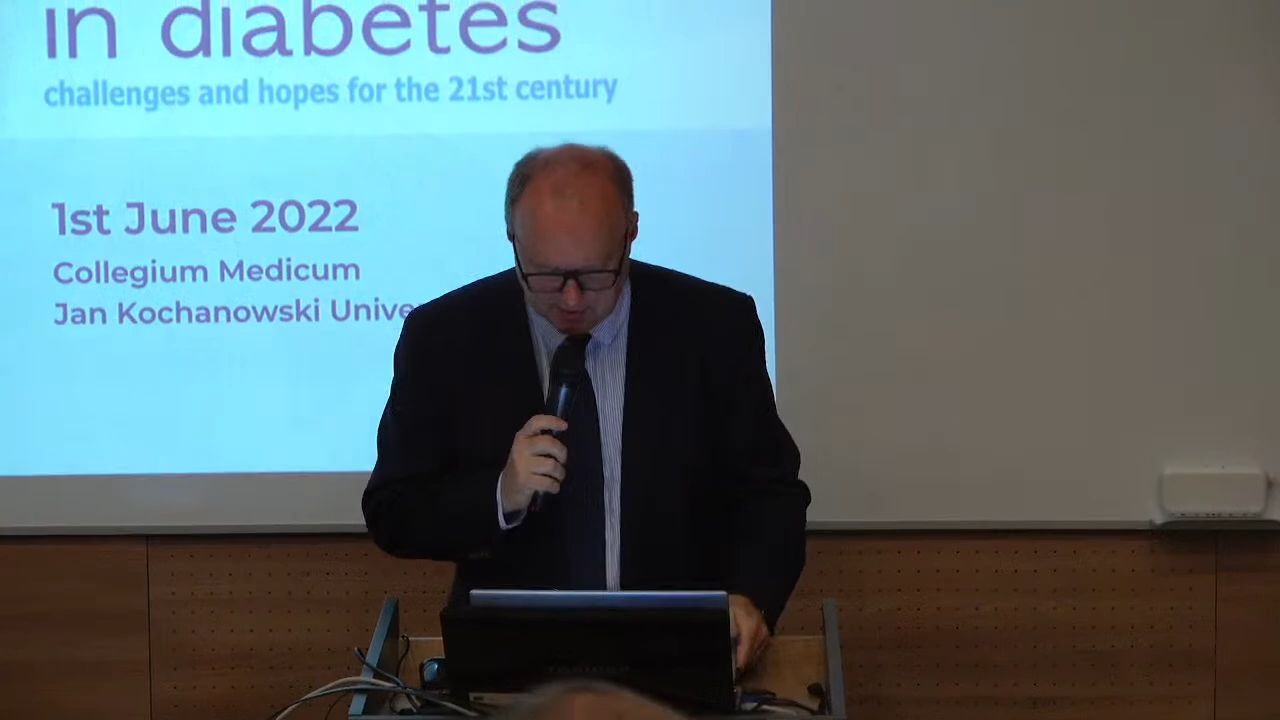 in diabetes
challenges and hopes for the 21st century
1st June 2022
Collegium Medicum
Jan Kochanowski Unive